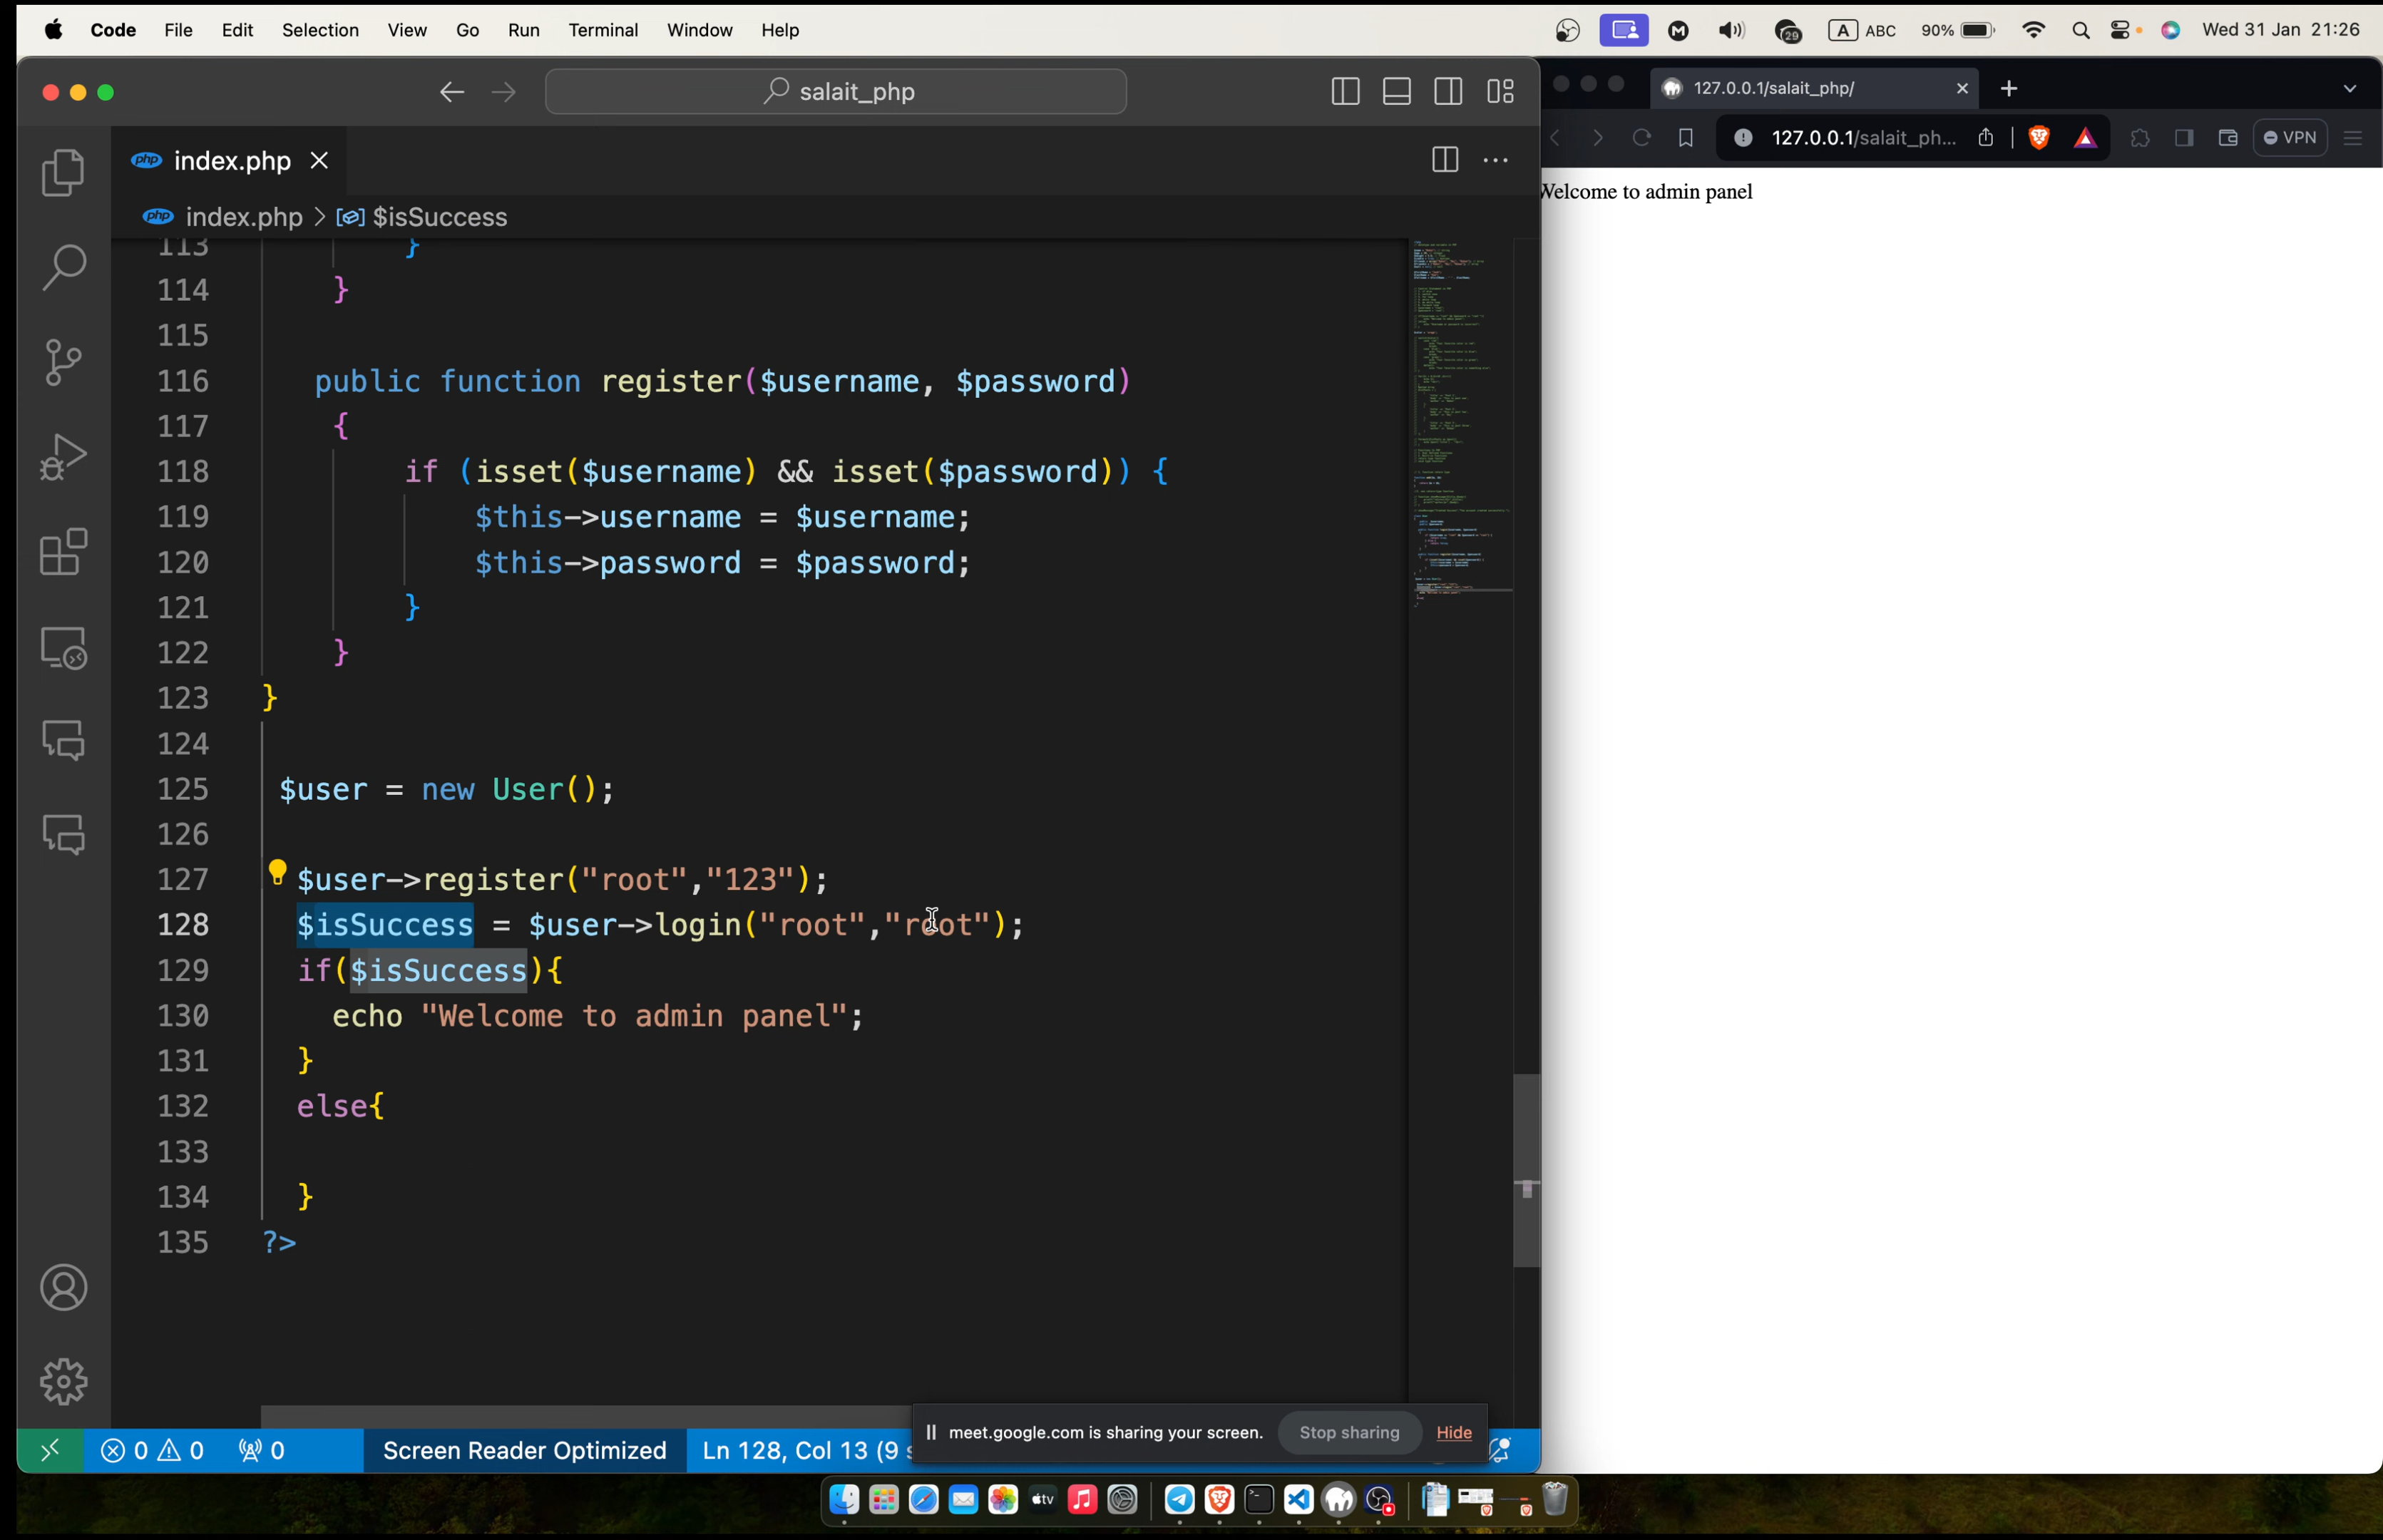 Code File Edit Selection View Go Run Terminal Window Help
29 A ABC 90% Wed 31 Jan 21:26
salait_php
127.0.0.1/salait_php/
127.0.0.1/salait_ph... VPN
php index.php
php index.php > $isSuccess
Welcome to admin panel
113 }
114 }
115
116 public function register($username, $password)
117 {
118 if (isset($username) && isset($password)) {
119 $this->username = $username;
120 $this->password = $password;
121 }
122 }
123 }
124
125 $user = new User();
126
127 $user->register("root","123");
128 $isSuccess = $user->login("root","root");
129 if($isSuccess){
130 echo "Welcome to admin panel";
131 }
132 else{
133
134 }
135 ?>
meet.google.com is sharing your screen. Stop sharing Hide
0 0 0 Screen Reader Optimized Ln 128, Col 13 (9 s
tv